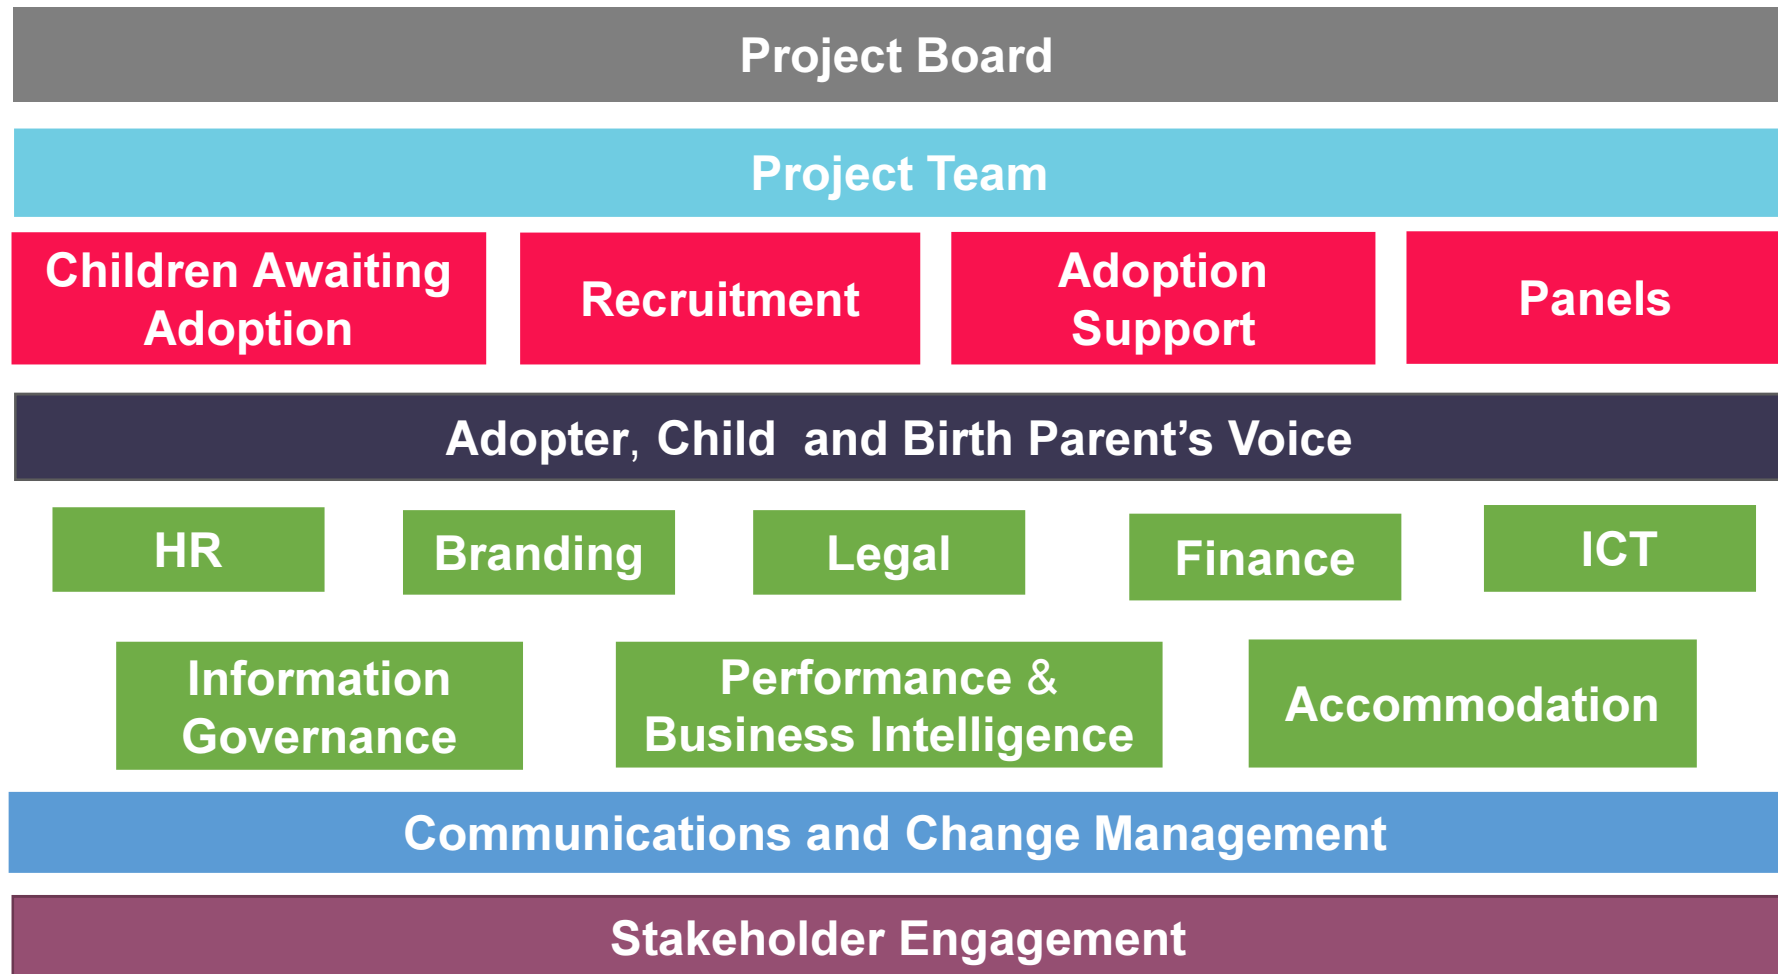 Project Board
Project Team
Children Awaiting
Adoption
Recruitment
Adoption
Support
Panels
Adopter, Child  and Birth Parent’s Voice
HR
Branding
Legal
Finance
ICT
Information
Governance
Performance &
Business Intelligence
Accommodation
Communications and Change Management
Stakeholder Engagement